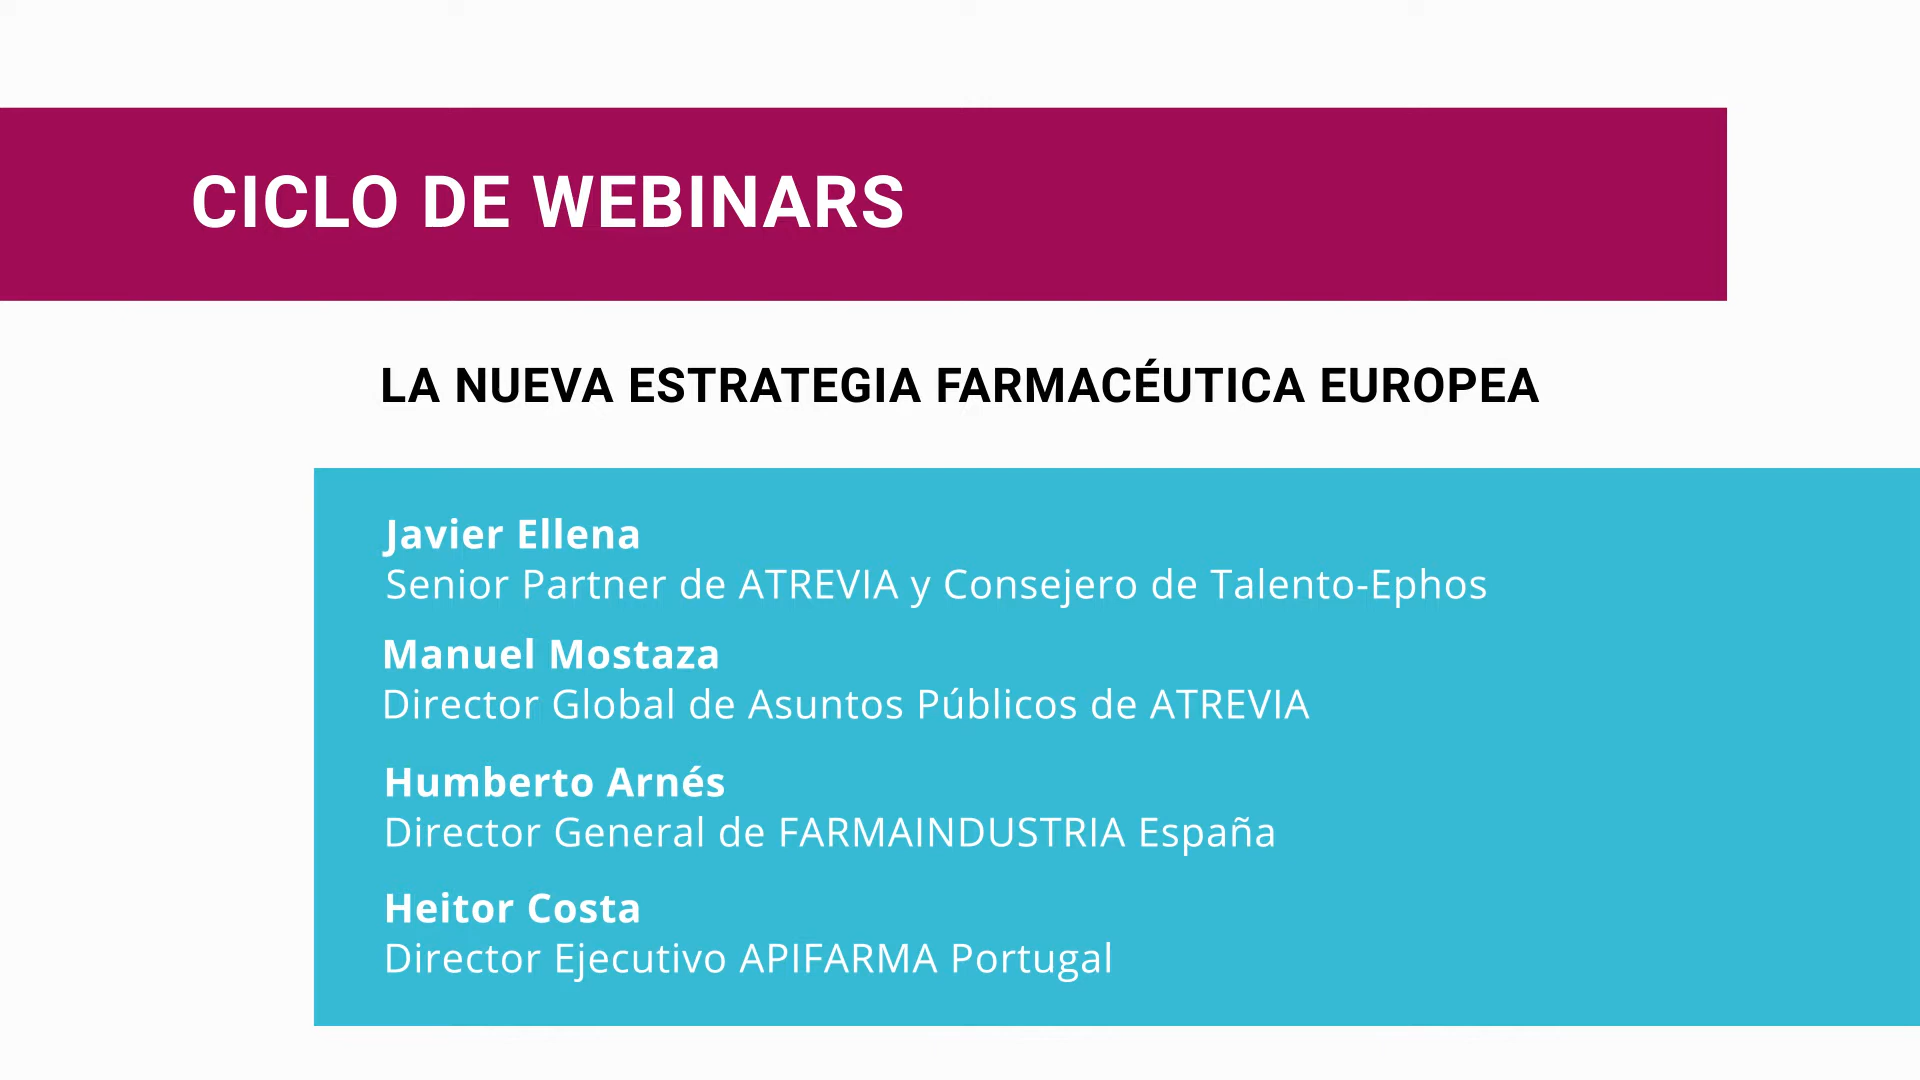 CICLO DE WEBINARS
LA NUEVA ESTRATEGIA FARMACÉUTICA EUROPEA
Javier Ellena
Senior Partner de ATREVIA y Consejero de Talento-Ephos
Manuel Mostaza
Director Global de Asuntos Públicos de ATREVIA
Humberto Arnés
Director General de FARMAINDUSTRIA España
Heitor Costa
Director Ejecutivo APIFARMA Portugal